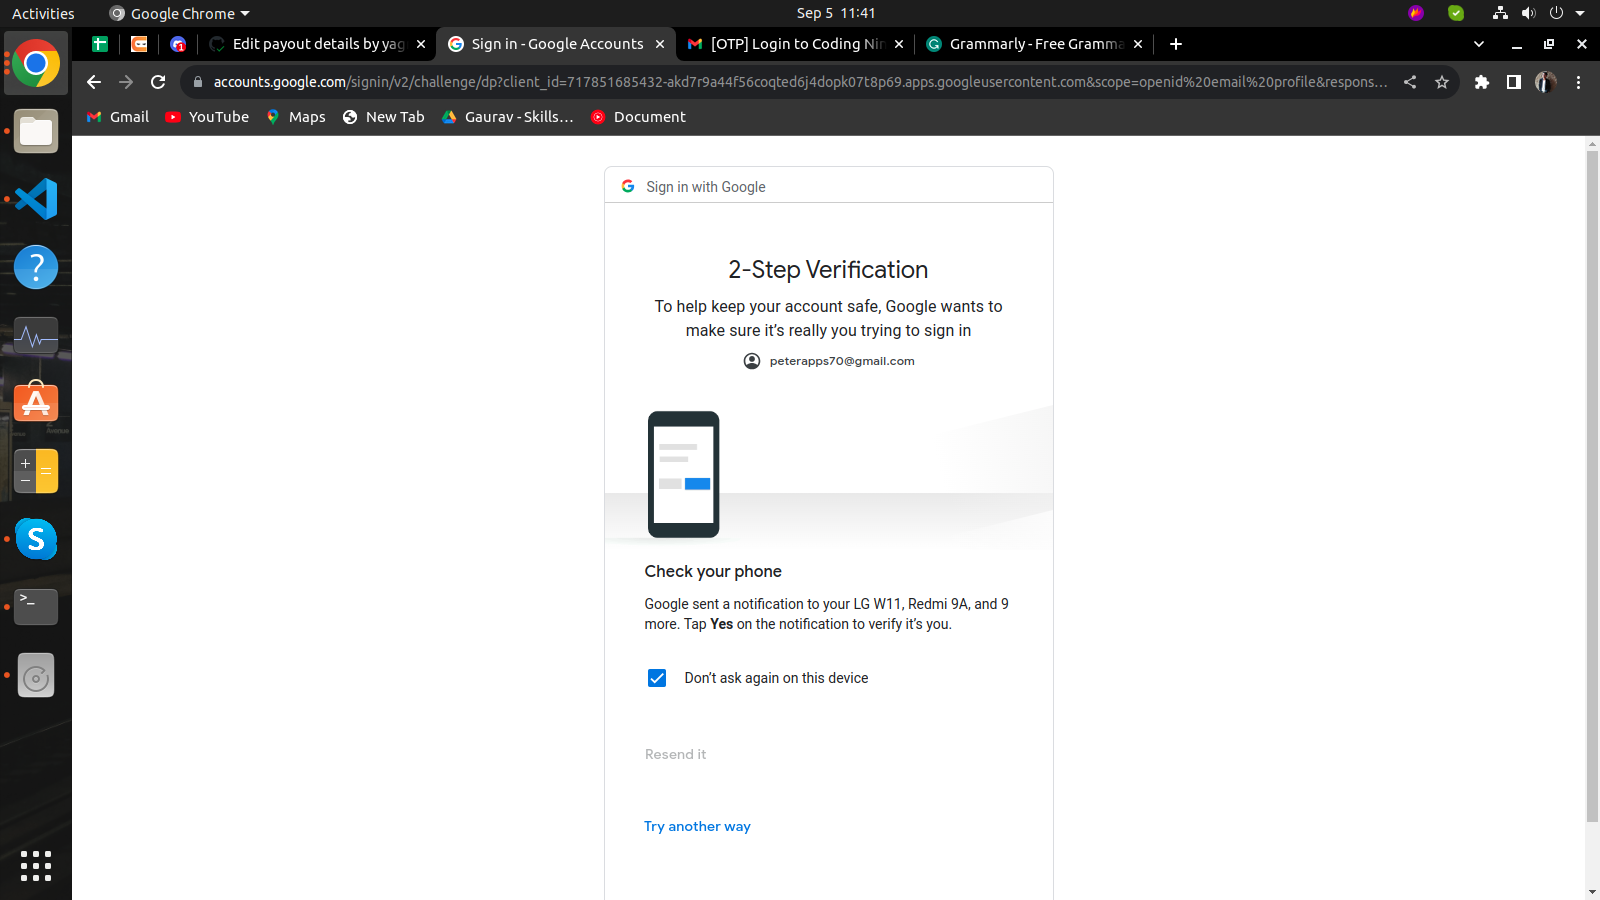 Activities
Google Chrome
Sep 5 11:41
Edit payout details by yag
Sign in - Google Accounts
[OTP] Login to Coding Nin
Grammarly - Free Gramma
accounts.google.com/signin/v2/challenge/dp?client_id=717851685432-akd7r9a44f56coqted6j4dopk07t8p69.apps.googleusercontent.com&scope=openid%20email%20profile&respons...
Gmail
YouTube
Maps
New Tab
Gaurav - Skills...
Document
Sign in with Google
2-Step Verification
To help keep your account safe, Google wants to
make sure it's really you trying to sign in
peterapps70@gmail.com
Check your phone
Google sent a notification to your LG W11, Redmi 9A, and 9
more. Tap Yes on the notification to verify it's you.
Don't ask again on this device
Resend it
Try another way